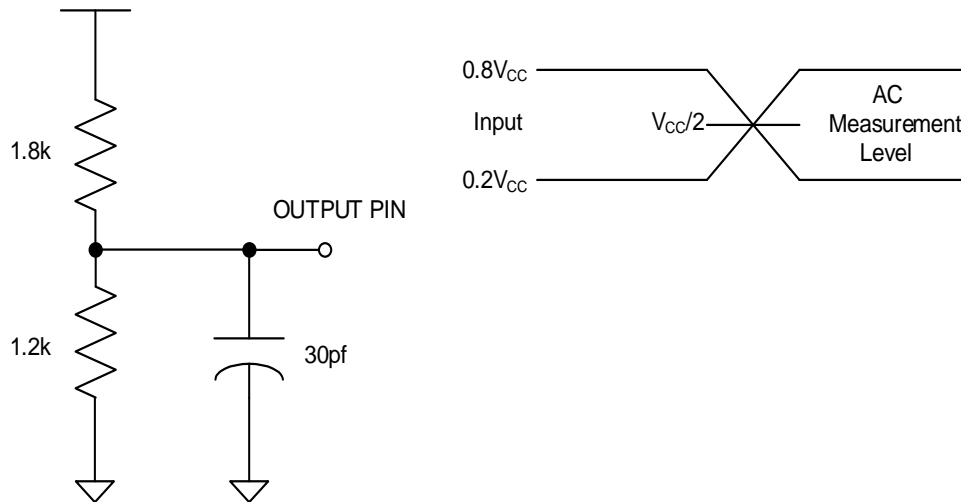 1.8k
OUTPUT PIN
1.2k
30pf
0.8VCC
Input
VCC/2
AC
Measurement
Level
0.2VCC